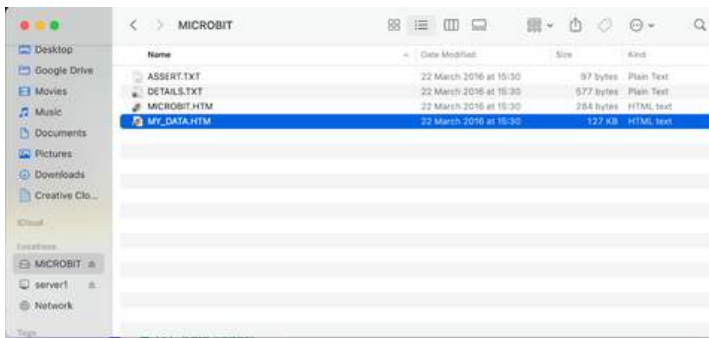 MICROBIT
Desktop
Google Drive
Movies
Music
Documents
Pictures
Downloads
Creative Clo...
iCloud
Locations
MICROBIT
server1
Network
Tags
Name Date Modified Size Kind
ASSERT.TXT 22 March 2016 at 15:30 97 bytes Plain Text
DETAILS.TXT 22 March 2016 at 15:30 577 bytes Plain Text
MICROBIT.HTM 22 March 2016 at 15:30 284 bytes HTML text
MY_DATA.HTM 22 March 2016 at 15:30 127 KB HTML text